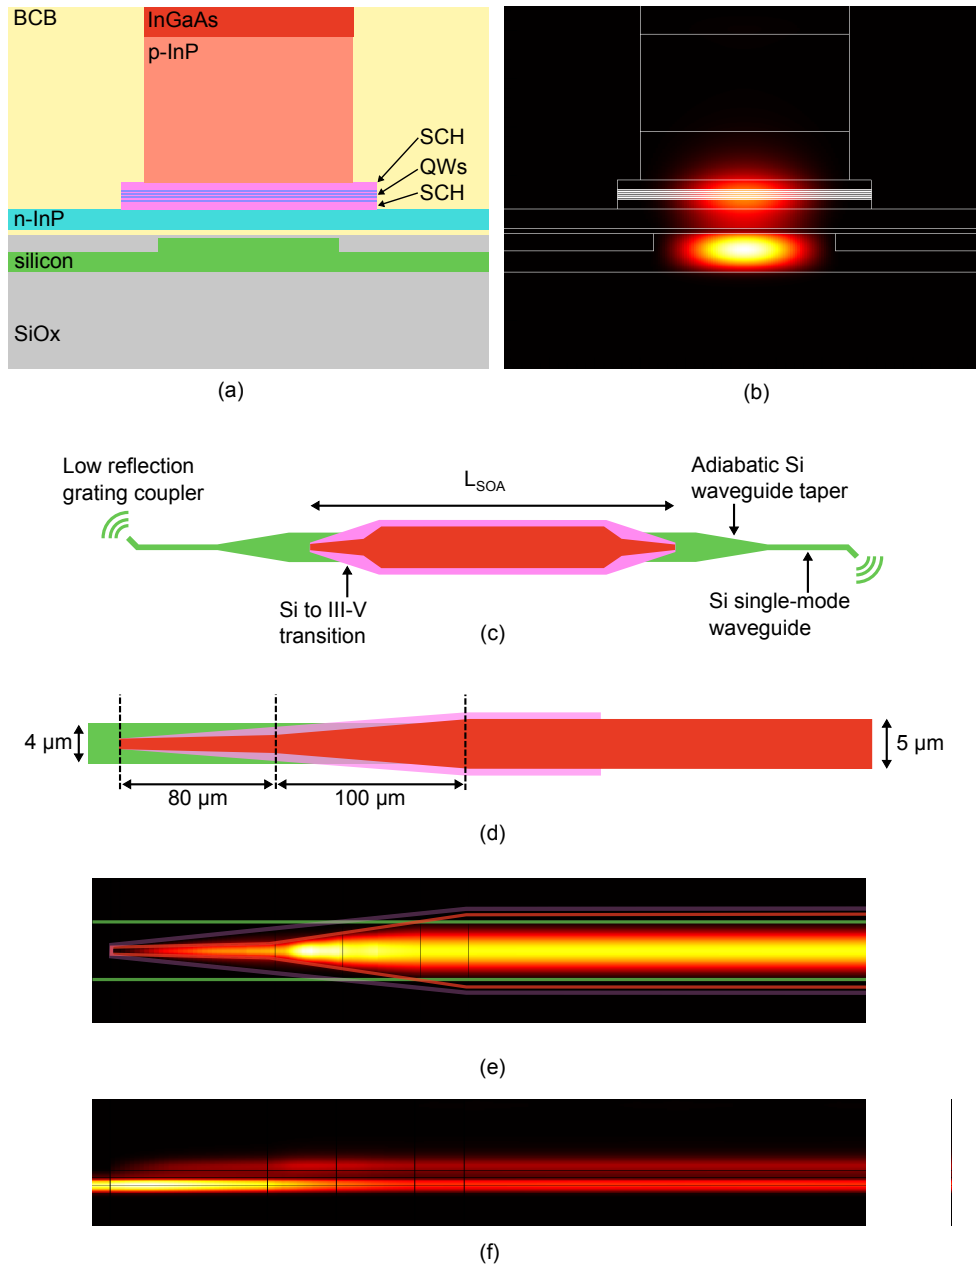 BCB
InGaAs
p-InP
SCH
QWs
SCH
n-InP
silicon
SiOx
(a)
(b)
Low reflection
grating coupler
L_SOA
Adiabatic Si
waveguide taper
Si to III-V
transition
Si single-mode
waveguide
(c)
4 μm
5 μm
80 μm
100 μm
(d)
(e)
(f)